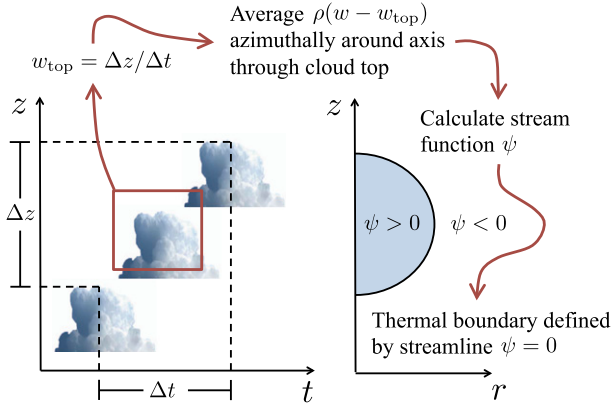 Average ρ(w − w_top)
azimuthally around axis
through cloud top
w_top = Δz/Δt
z
Δz
Δt
t
z
Calculate stream
function ψ
ψ > 0
ψ < 0
Thermal boundary defined
by streamline ψ = 0
r